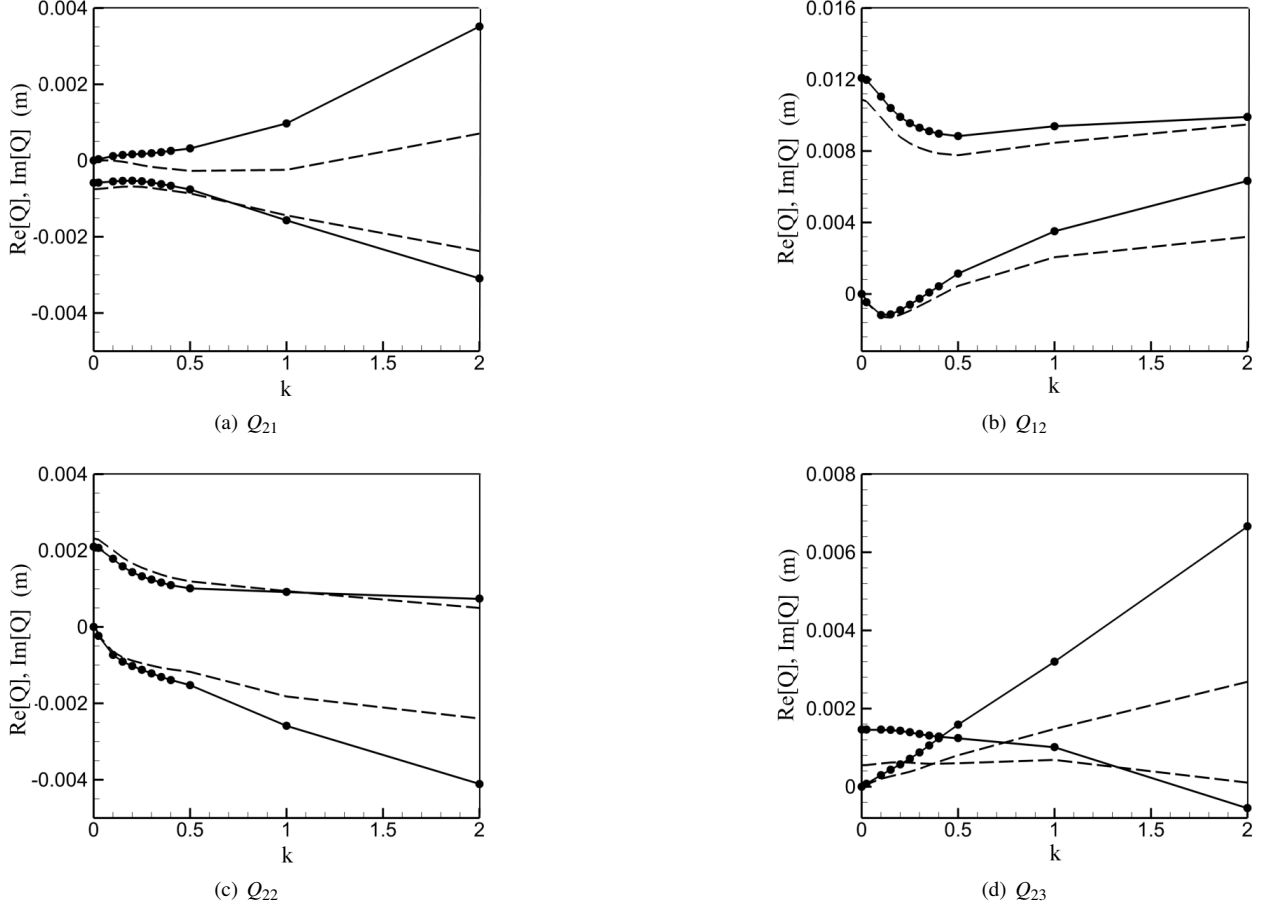 0.004
0.002
0
-0.002
-0.004
Re[Q], Im[Q] (m)
0 0.5 1 1.5 2
k
(a) Q21
0.016
0.012
0.008
0.004
0
Re[Q], Im[Q] (m)
0 0.5 1 1.5 2
k
(b) Q12
0.004
0.002
0
-0.002
-0.004
Re[Q], Im[Q] (m)
0 0.5 1 1.5 2
k
(c) Q22
0.008
0.006
0.004
0.002
0
Re[Q], Im[Q] (m)
0 0.5 1 1.5 2
k
(d) Q23